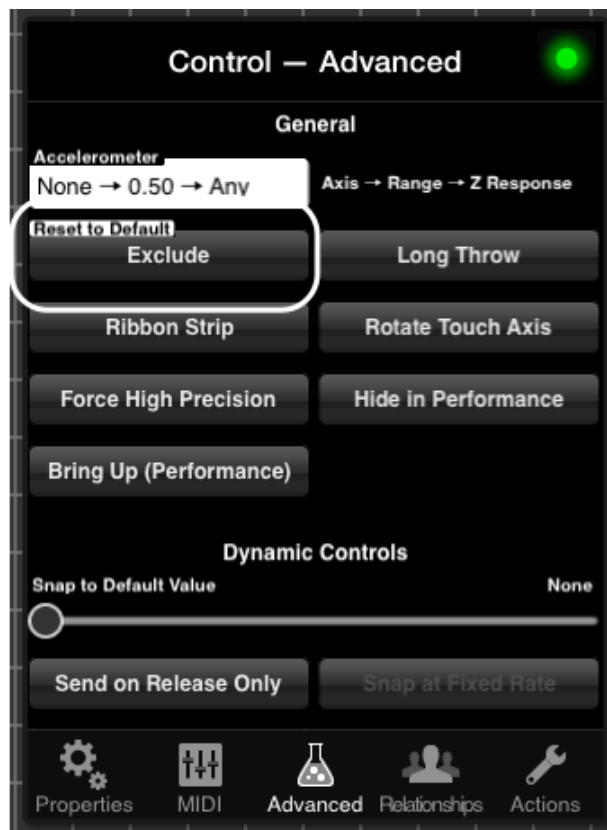 Control — Advanced
General
Accelerometer
None → 0.50 → Any
Axis → Range → Z Response
Reset to Default
Exclude
Long Throw
Ribbon Strip
Rotate Touch Axis
Force High Precision
Hide in Performance
Bring Up (Performance)
Dynamic Controls
Snap to Default Value
None
Send on Release Only
Snap at Fixed Rate
Properties
MIDI
Advanced
Relationships
Actions